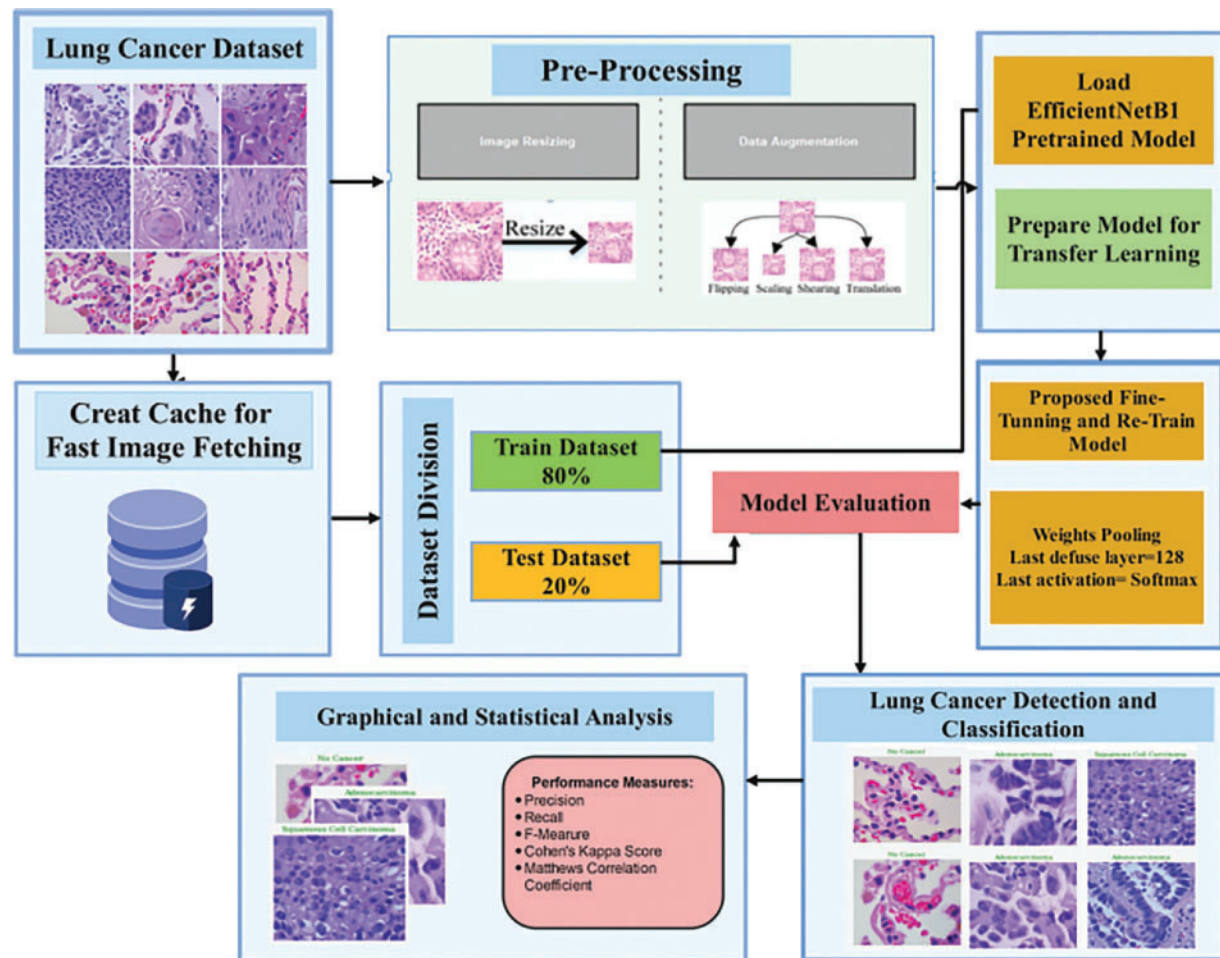 Lung Cancer Dataset
Pre-Processing
Image Resizing
Data Augmentation
Resize
Flipping Scaling Shearing Translation
Load
EfficientNetB1
Pretrained Model
Prepare Model for
Transfer Learning
Creat Cache for
Fast Image Fetching
Dataset Division
Train Dataset
80%
Test Dataset
20%
Model Evaluation
Proposed Fine-
Tunning and Re-Train
Model
Weights Pooling
Last defuse layer=128
Last activation= Softmax
Graphical and Statistical Analysis
No Cancer
Adenocarcinoma
Squamous Cell Carcinoma
Performance Measures:
• Precision
• Recall
• F-Mearure
• Cohen's Kappa Score
• Matthews Correlation
Coefficient
Lung Cancer Detection and
Classification
No Cancer
Adenocarcinoma
Squamous Cell Carcinoma
No Cancer
Adenocarcinoma
Adenocarcinoma